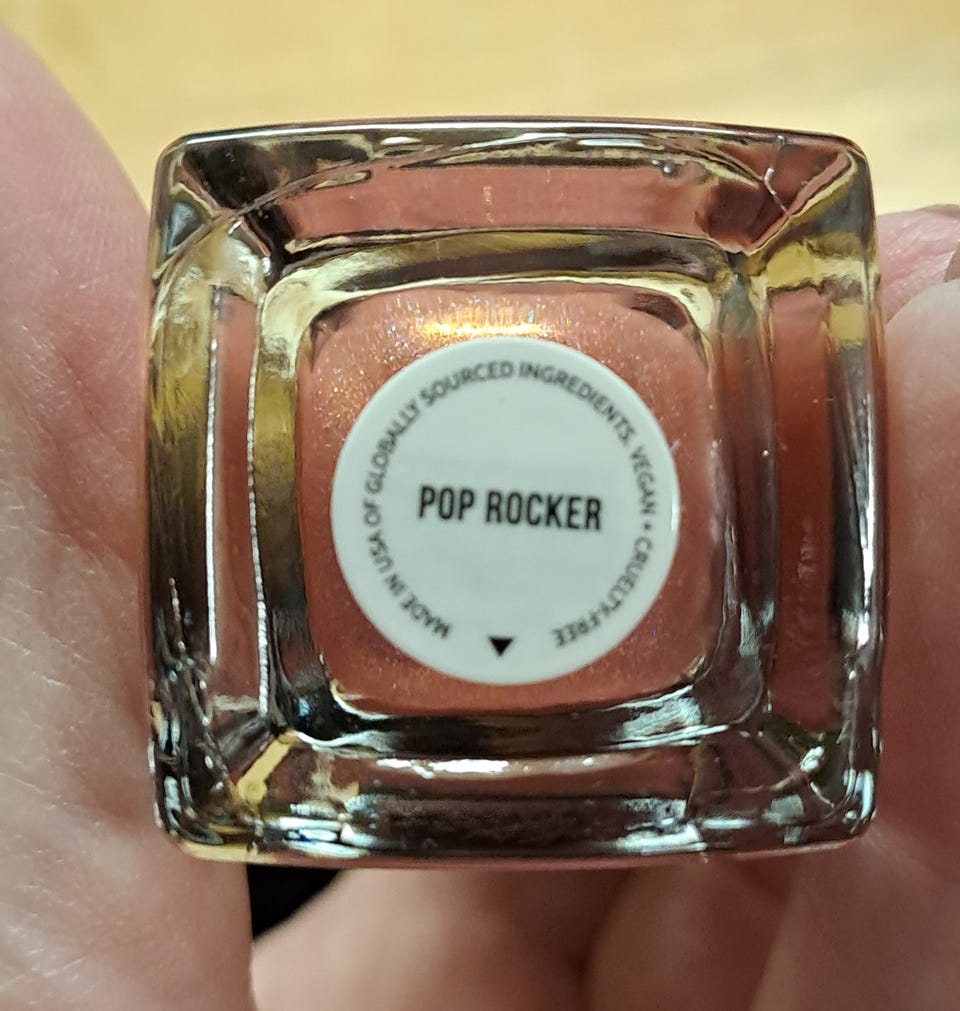 MADE IN USA OF GLOBALLY SOURCED INGREDIENTS. VEGAN + CRUELTY-FREE
POP ROCKER